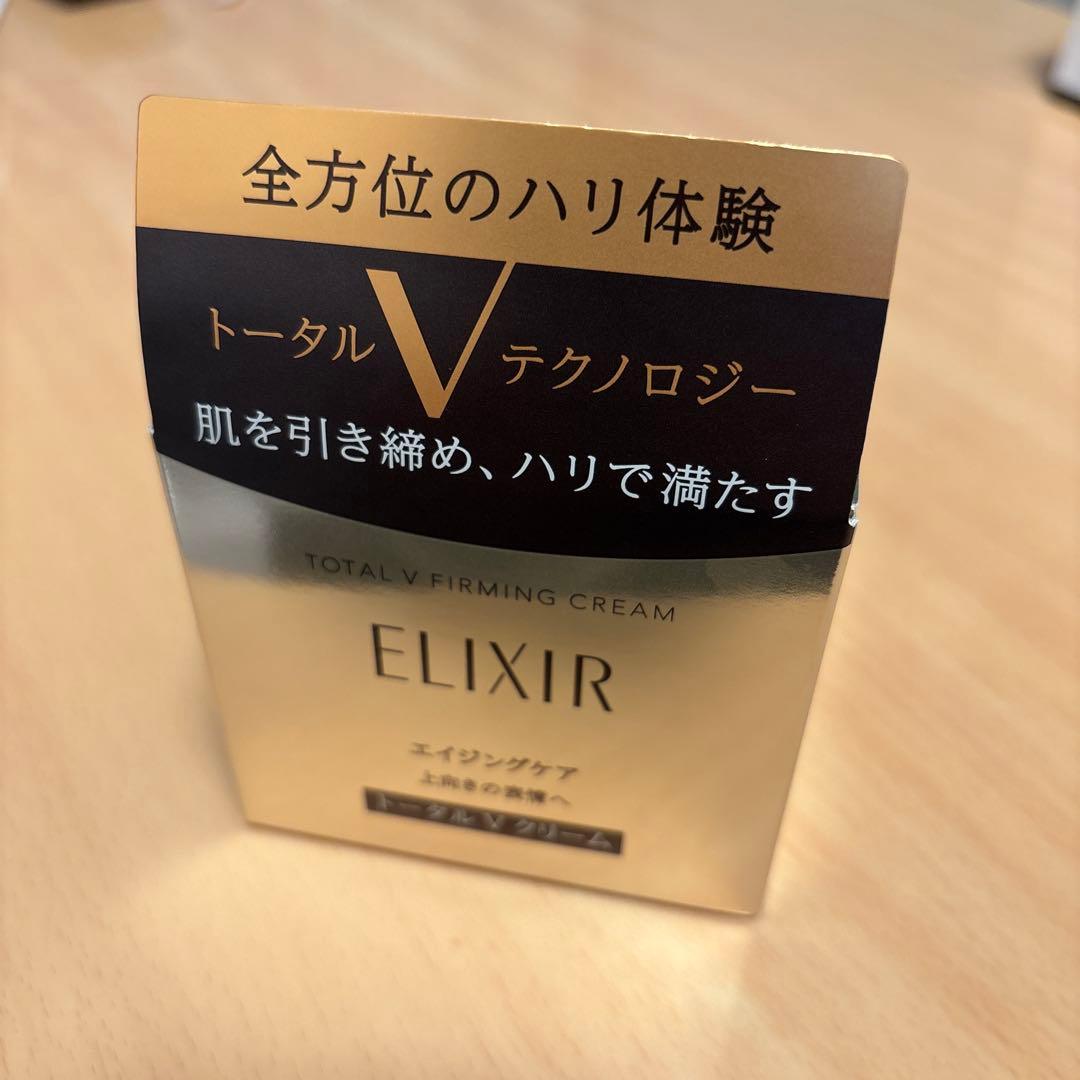 全方位のハリ体験
トータルVテクノロジー
肌を引き締め、ハリで満たす
TOTAL V FIRMING CREAM
ELIXIR
エイジングケア
上向きの表情へ
トータル V クリーム